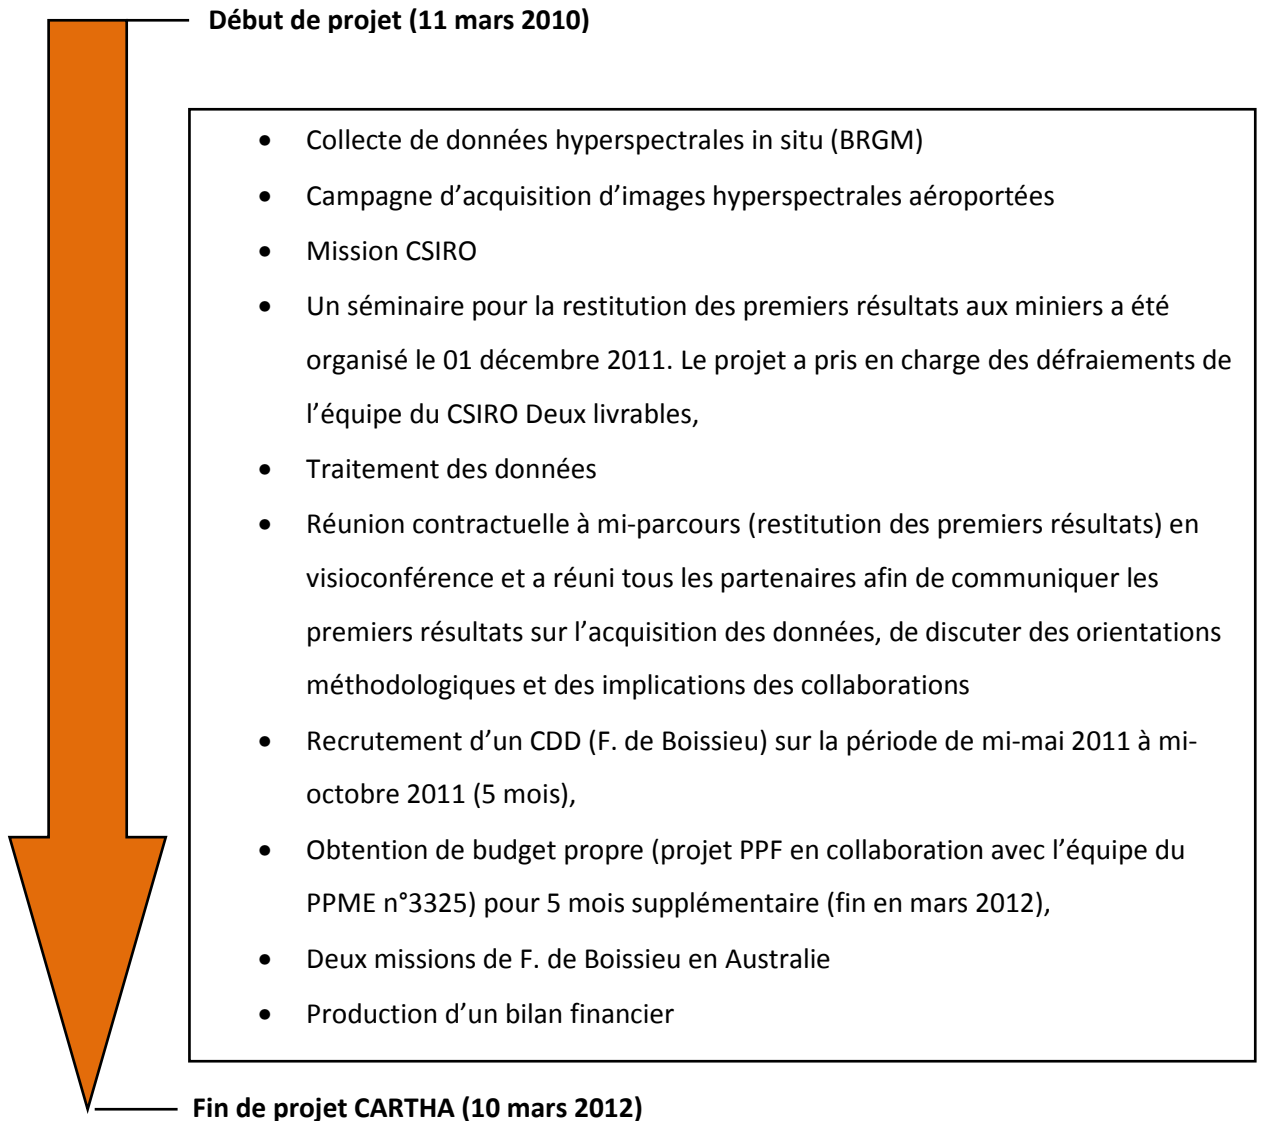 Début de projet (11 mars 2010)
• Collecte de données hyperspectrales in situ (BRGM)
• Campagne d’acquisition d’images hyperspectrales aéroportées
• Mission CSIRO
• Un séminaire pour la restitution des premiers résultats aux miniers a été
organisé le 01 décembre 2011. Le projet a pris en charge des défraiements de
l’équipe du CSIRO Deux livrables,
• Traitement des données
• Réunion contractuelle à mi-parcours (restitution des premiers résultats) en
visioconférence et a réuni tous les partenaires afin de communiquer les
premiers résultats sur l’acquisition des données, de discuter des orientations
méthodologiques et des implications des collaborations
• Recrutement d’un CDD (F. de Boissieu) sur la période de mi-mai 2011 à mi-
octobre 2011 (5 mois),
• Obtention de budget propre (projet PPF en collaboration avec l’équipe du
PPME n°3325) pour 5 mois supplémentaire (fin en mars 2012),
• Deux missions de F. de Boissieu en Australie
• Production d’un bilan financier
Fin de projet CARTHA (10 mars 2012)